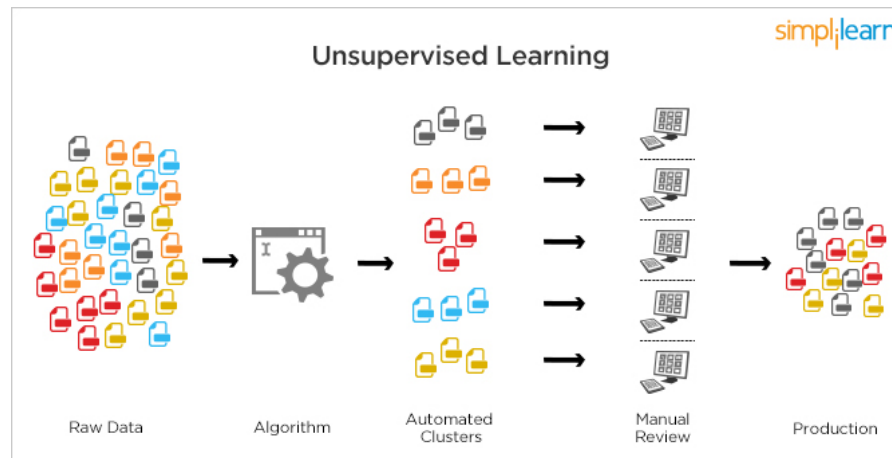 simplilearn
Unsupervised Learning
Raw Data
Algorithm
Automated
Clusters
Manual
Review
Production